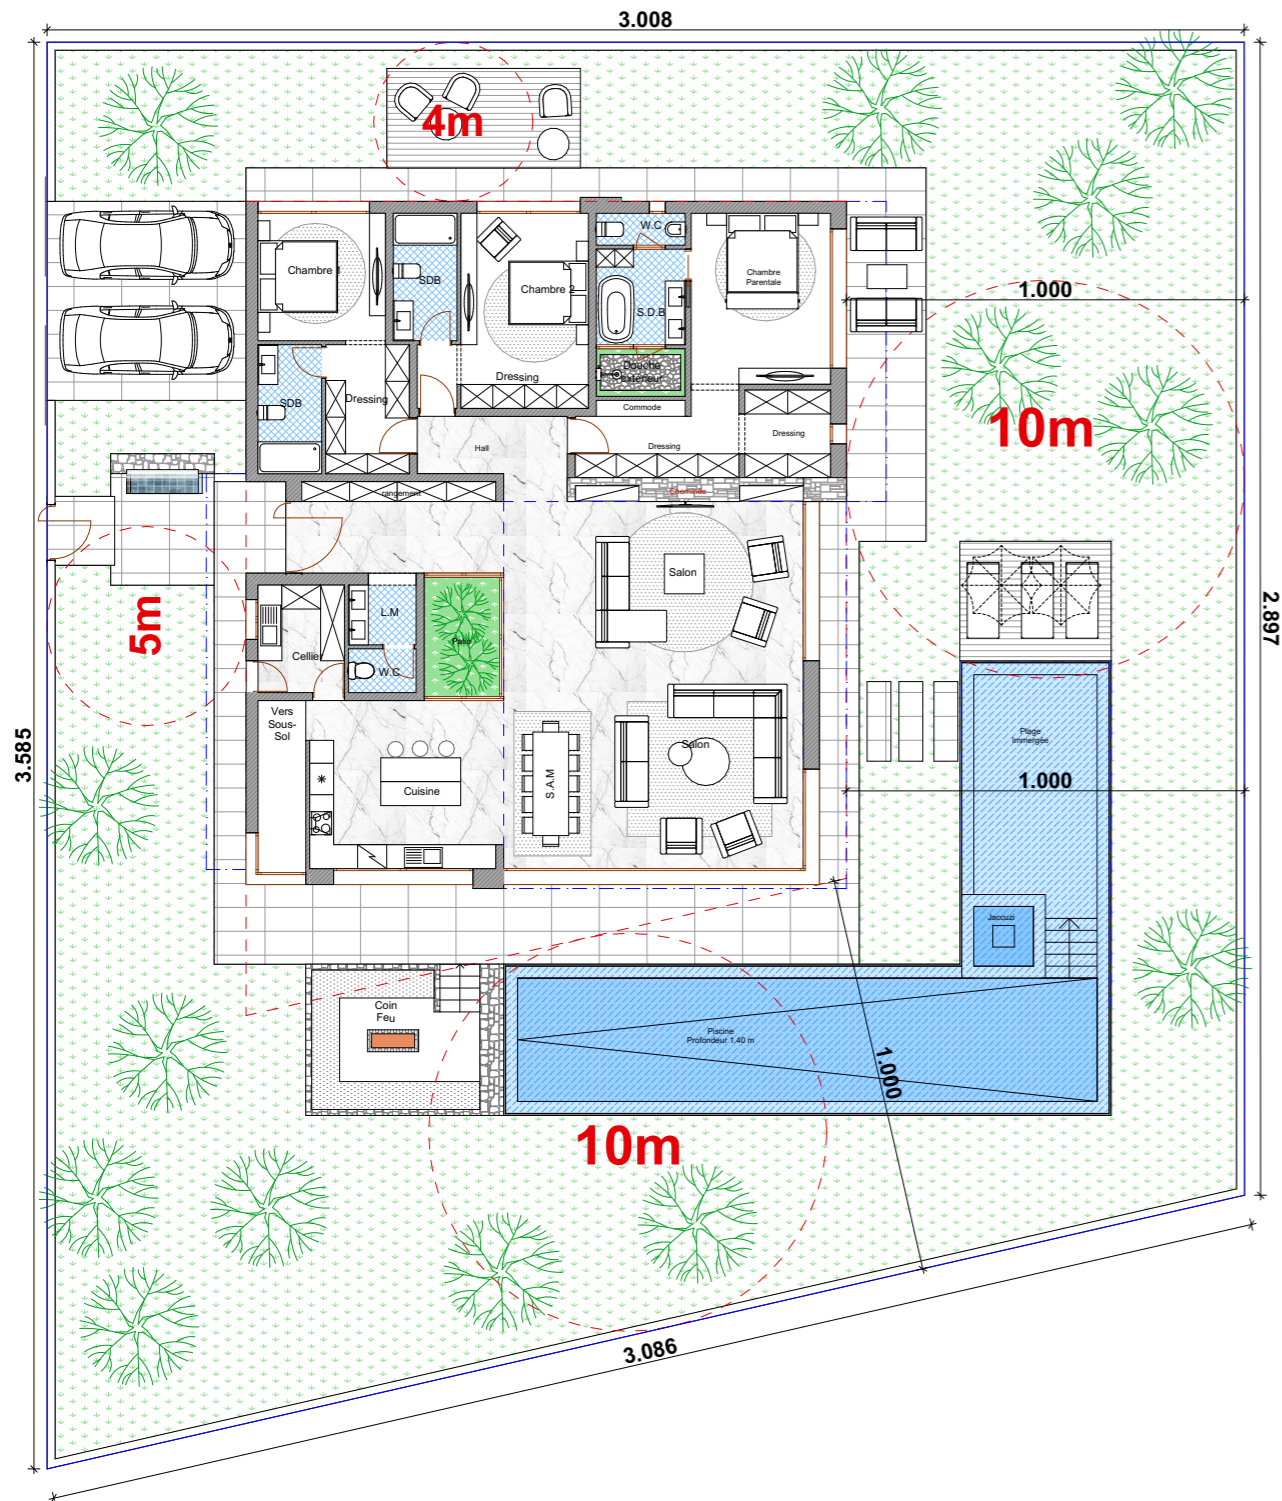 3.008
4m
W.C
Chambre 1
SDB
Chambre 2
Chambre
Parentale
S.D.B
1.000
Douche
extérieur
Dressing
Dressing
SDB
Commode
Dressing
10m
Hall
Dressing
rangement
Cheminée
Salon
2.897
5m
L.M
Patio
Cellier
W.C
Vers
Sous-
Sol
3.585
Salon
Plage
Immergée
S.A.M
Cuisine
1.000
Jaccuzi
Coin
Feu
Piscine
Profondeur 1.40 m
1.000
10m
3.086